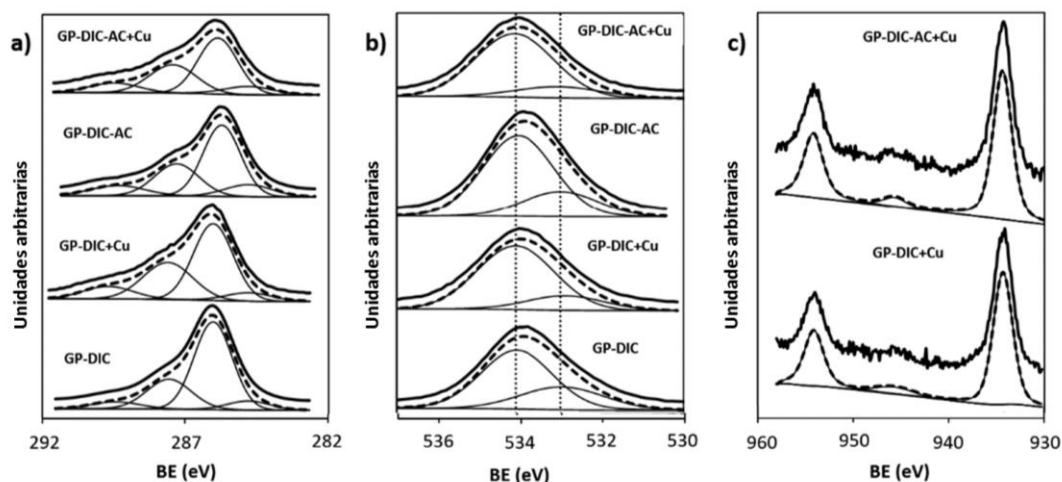 a)
Unidades arbitrarias
GP-DIC-AC+Cu
GP-DIC-AC
GP-DIC+Cu
GP-DIC
292 287 282
BE (eV)
b)
Unidades arbitrarias
GP-DIC-AC+Cu
GP-DIC-AC
GP-DIC+Cu
GP-DIC
536 534 532 530
BE (eV)
c)
Unidades arbitrarias
GP-DIC-AC+Cu
GP-DIC+Cu
960 950 940 930
BE (eV)